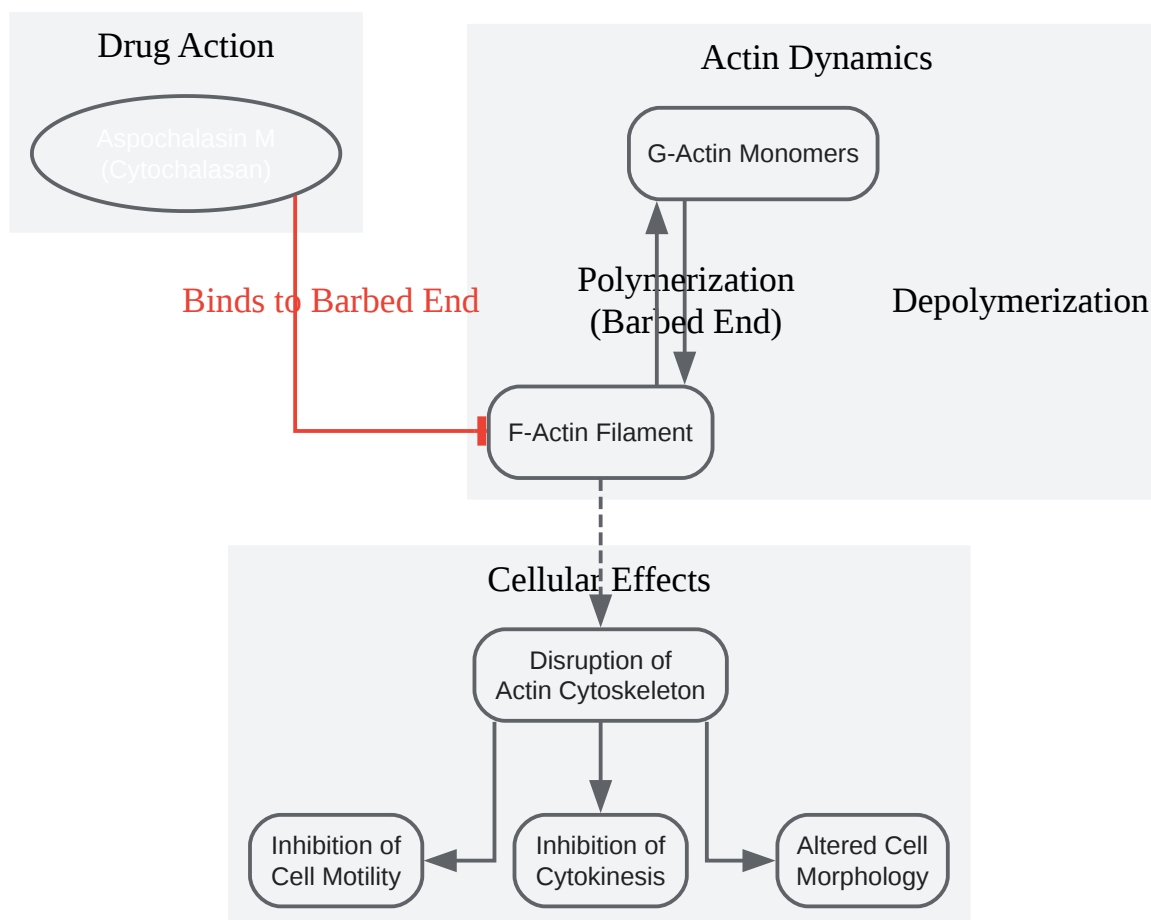 Drug Action
Actin Dynamics
Aspochalasin M
(Cytochalasan)
G-Actin Monomers
Binds to Barbed End
Polymerization
(Barbed End)
Depolymerization
F-Actin Filament
Cellular Effects
Disruption of
Actin Cytoskeleton
Inhibition of
Cell Motility
Inhibition of
Cytokinesis
Altered Cell
Morphology